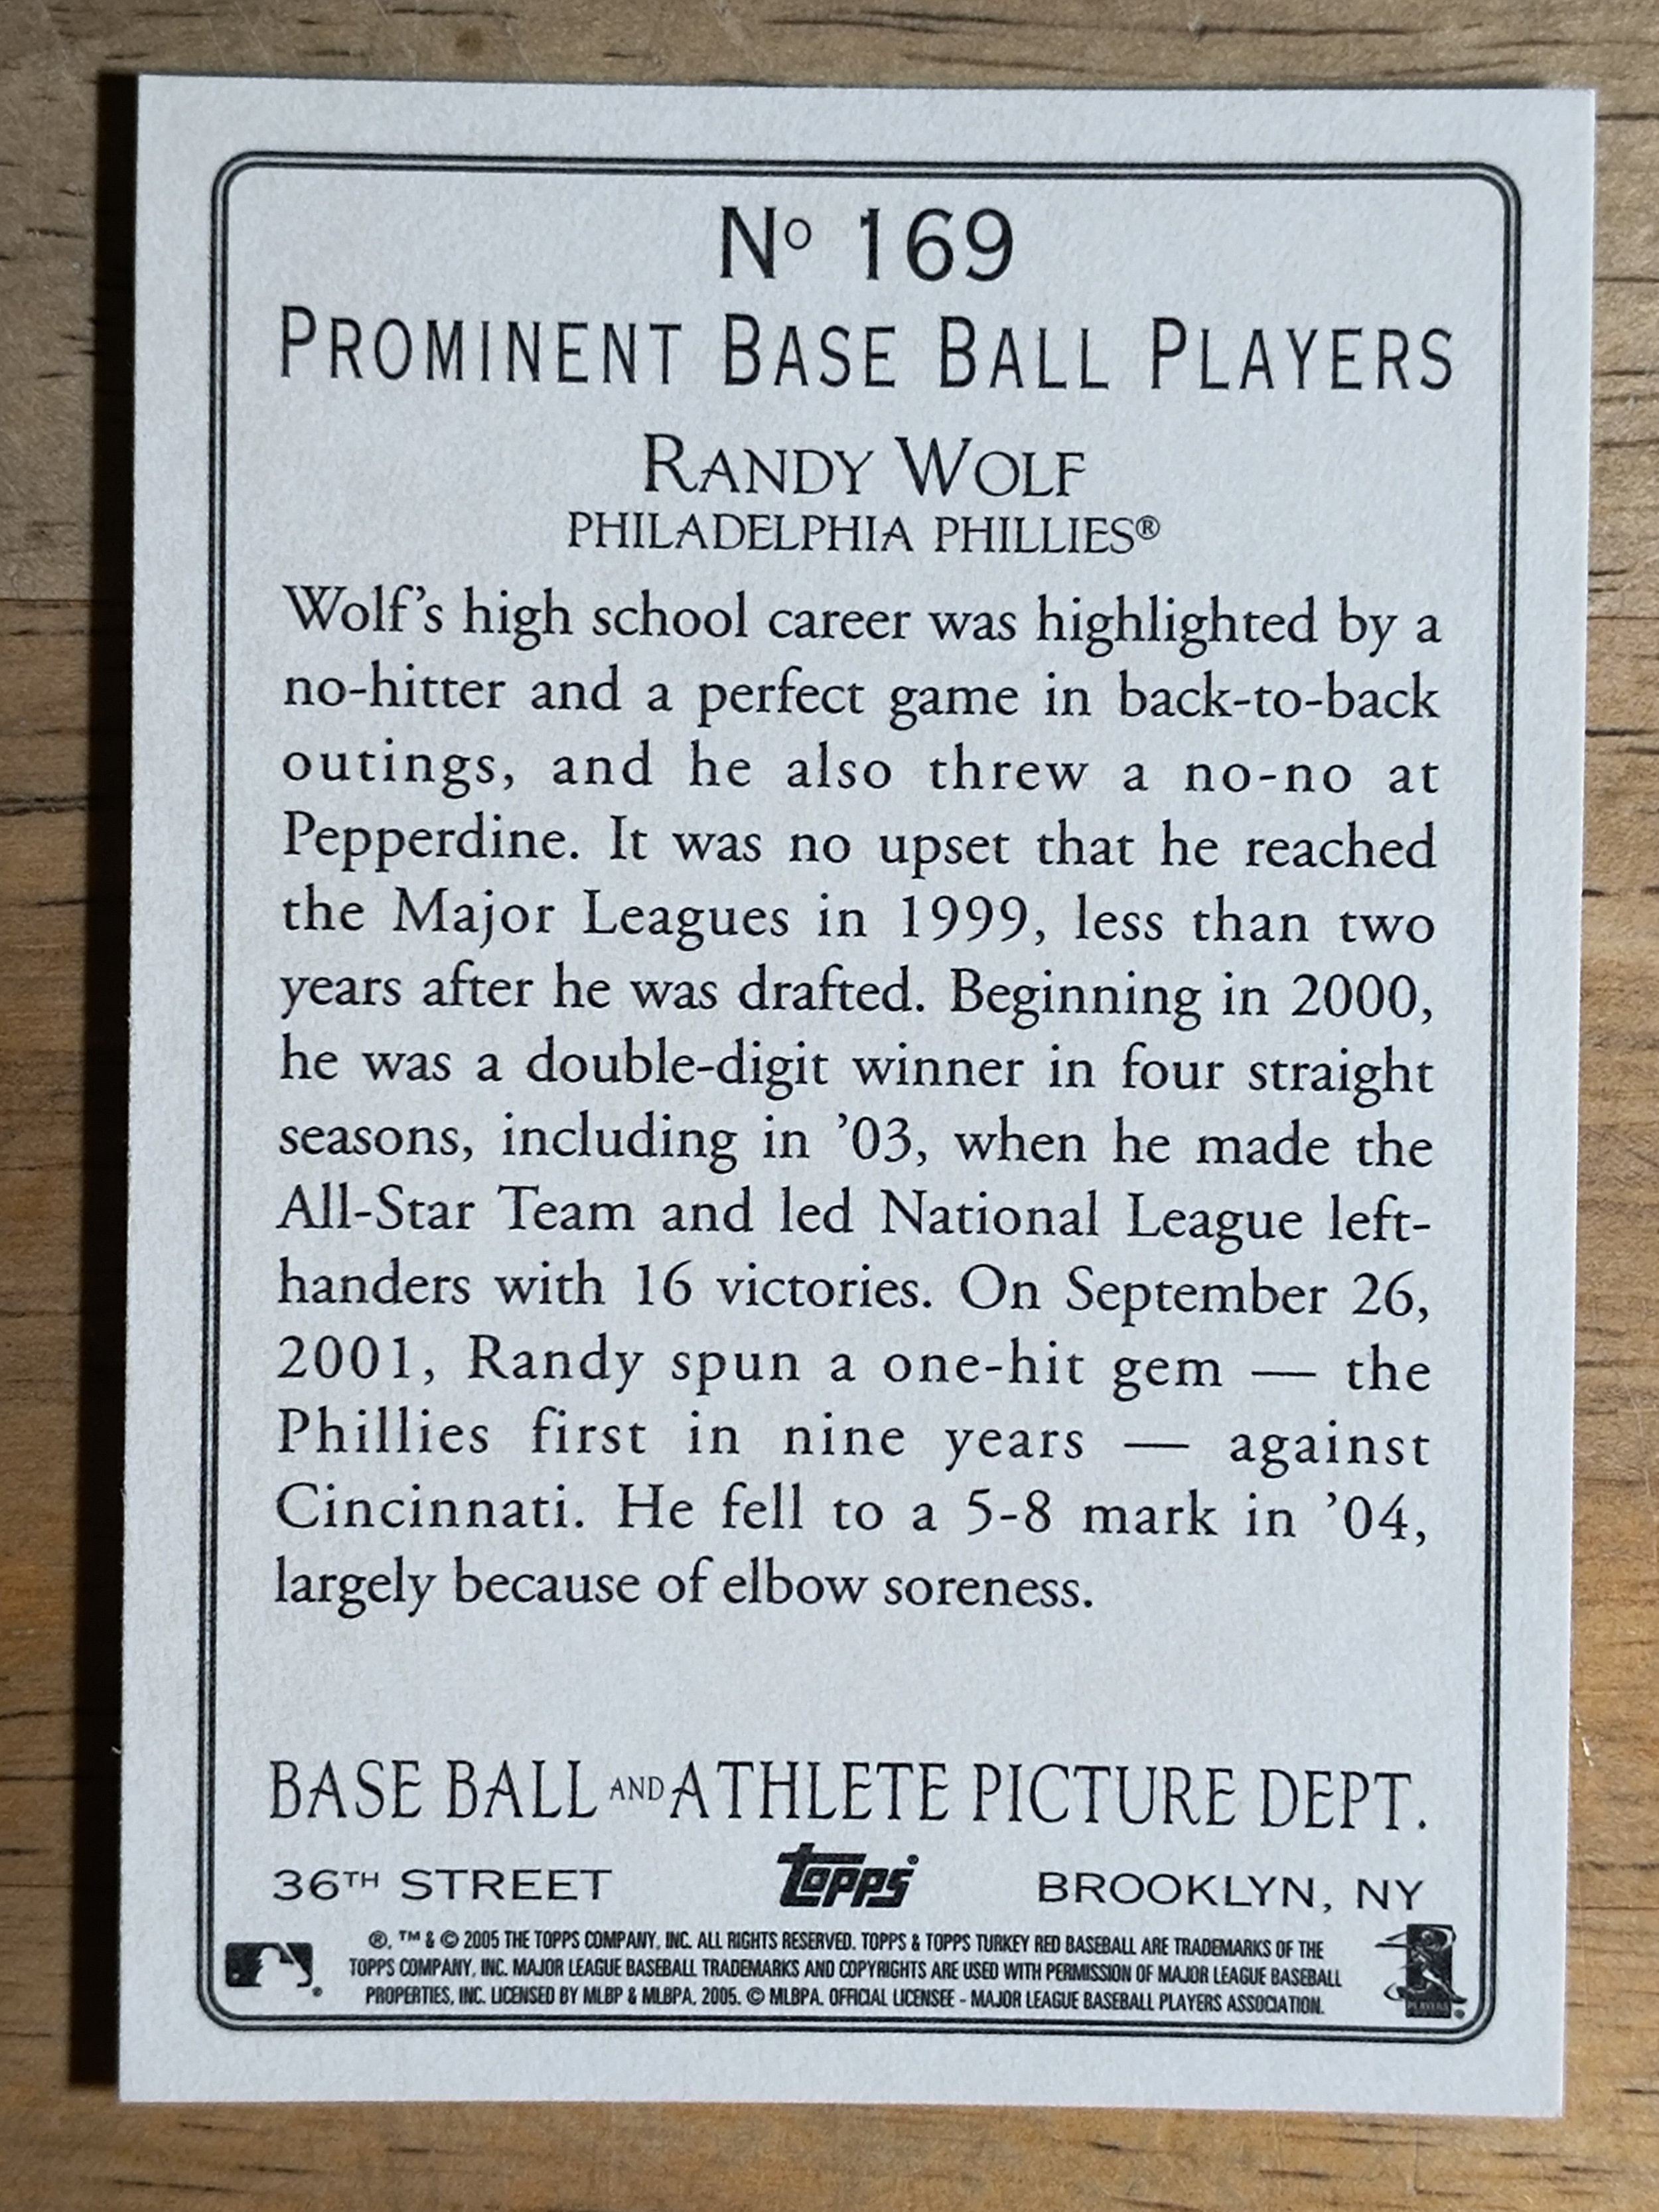 Nº 169
PROMINENT BASE BALL PLAYERS
RANDY WOLF
PHILADELPHIA PHILLIES®
Wolf’s high school career was highlighted by a
no-hitter and a perfect game in back-to-back
outings, and he also threw a no-no at
Pepperdine. It was no upset that he reached
the Major Leagues in 1999, less than two
years after he was drafted. Beginning in 2000,
he was a double-digit winner in four straight
seasons, including in ’03, when he made the
All-Star Team and led National League left-
handers with 16 victories. On September 26,
2001, Randy spun a one-hit gem — the
Phillies first in nine years — against
Cincinnati. He fell to a 5-8 mark in ’04,
largely because of elbow soreness.
BASE BALL AND ATHLETE PICTURE DEPT.
36TH STREET topps BROOKLYN, NY
®, ™ & © 2005 THE TOPPS COMPANY, INC. ALL RIGHTS RESERVED. TOPPS & TOPPS TURKEY RED BASEBALL ARE TRADEMARKS OF THE
TOPPS COMPANY, INC. MAJOR LEAGUE BASEBALL TRADEMARKS AND COPYRIGHTS ARE USED WITH PERMISSION OF MAJOR LEAGUE BASEBALL
PROPERTIES, INC. LICENSED BY MLBP & MLBPA, 2005. © MLBPA. OFFICIAL LICENSEE - MAJOR LEAGUE BASEBALL PLAYERS ASSOCIATION.